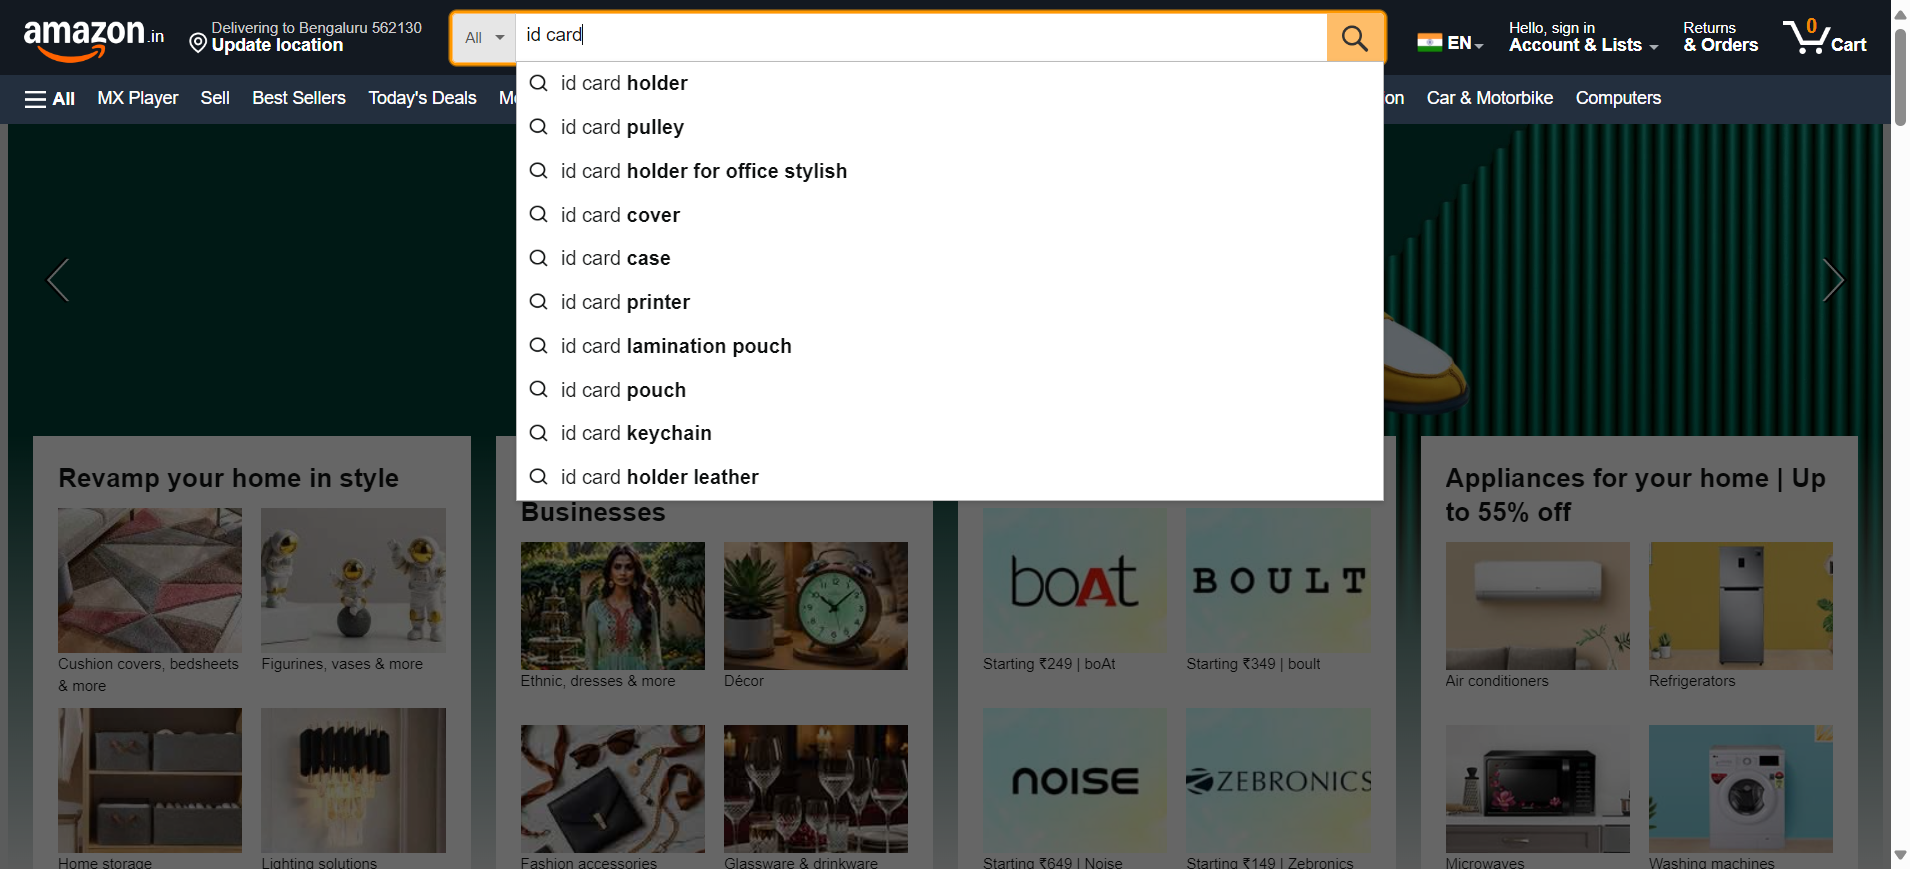 amazon.in
Delivering to Bengaluru 562130
Update location
All
id card
EN
Hello, sign in
Account & Lists
Returns
& Orders
0
Cart
All
MX Player
Sell
Best Sellers
Today's Deals
Car & Motorbike
Computers
id card holder
id card pulley
id card holder for office stylish
id card cover
id card case
id card printer
id card lamination pouch
id card pouch
id card keychain
id card holder leather
Revamp your home in style
Cushion covers, bedsheets
& more
Figurines, vases & more
Home storage
Lighting solutions
Businesses
Ethnic, dresses & more
Décor
Fashion accessories
Glassware & drinkware
boAt
BOULT
Starting ₹249 | boAt
Starting ₹349 | boult
NOISE
ZEBRONICS
Starting ₹649 | Noise
Starting ₹149 | Zebronics
Appliances for your home | Up
to 55% off
Air conditioners
Refrigerators
Microwaves
Washing machines